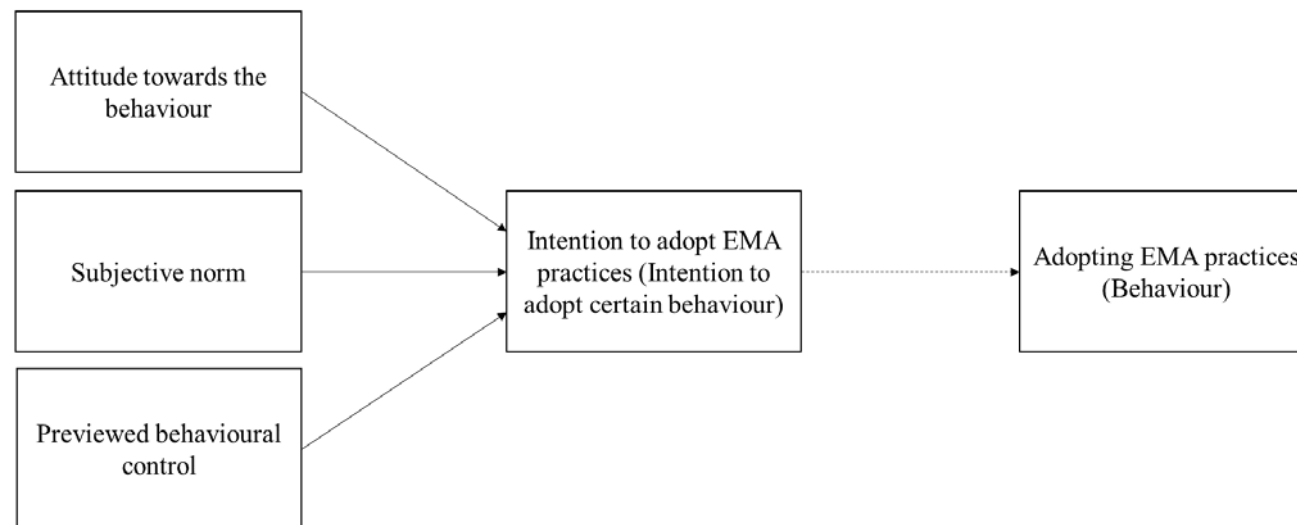 Attitude towards the
behaviour
Subjective norm
Previewed behavioural
control
Intention to adopt EMA
practices (Intention to
adopt certain behaviour)
Adopting EMA practices
(Behaviour)